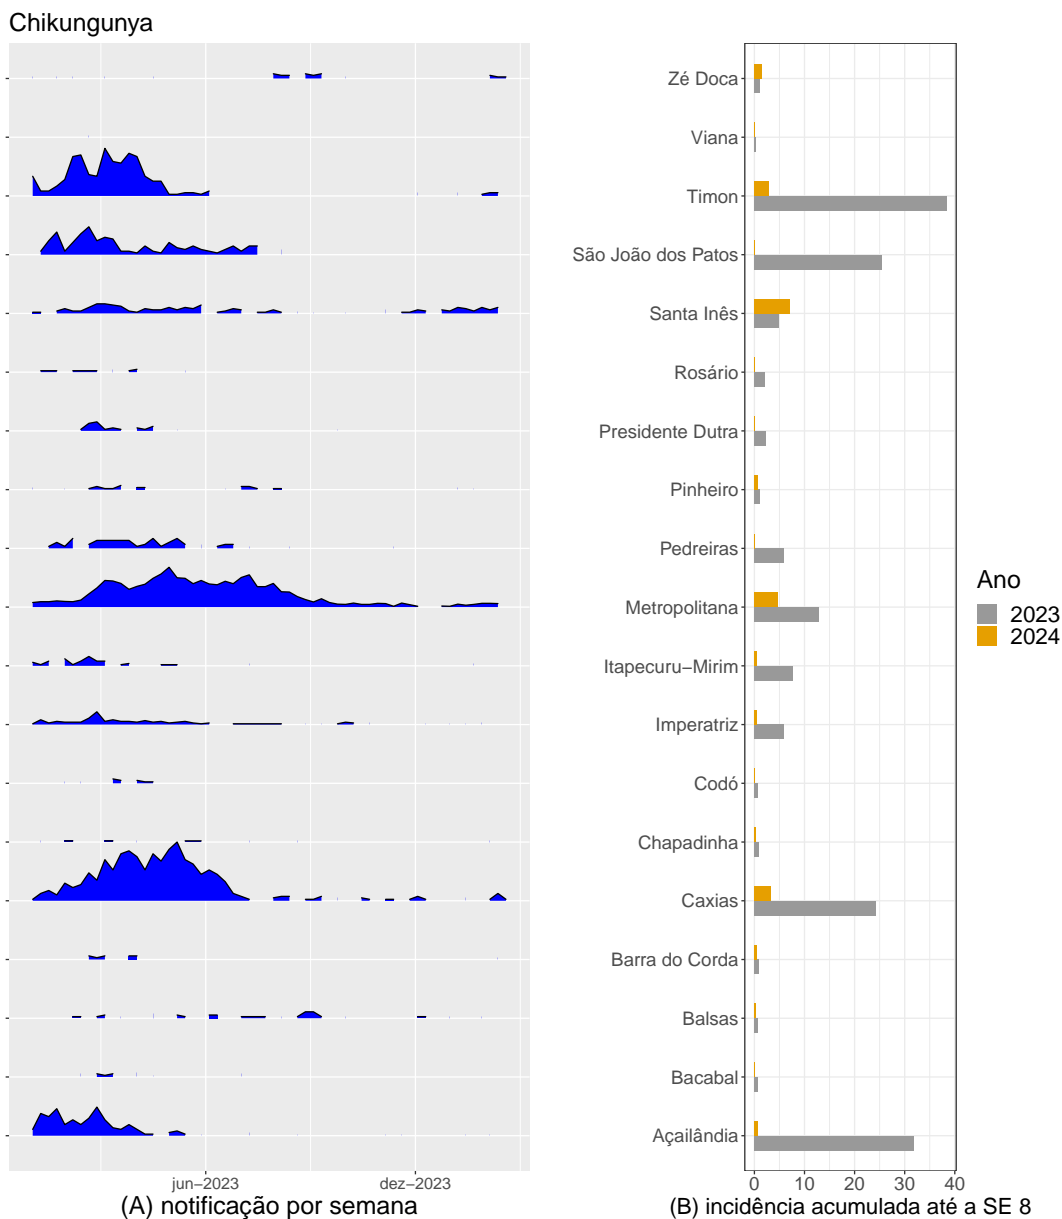 Chikungunya
Zé Doca
Viana
Timon
São João dos Patos
Santa Inês
Rosário
Presidente Dutra
Pinheiro
Pedreiras
Metropolitana
Itapecuru−Mirim
Imperatriz
Codó
Chapadinha
Caxias
Barra do Corda
Balsas
Bacabal
Açailândia
jun−2023 dez−2023
(A) notificação por semana
0 10 20 30 40
(B) incidência acumulada até a SE 8
Ano
2023
2024